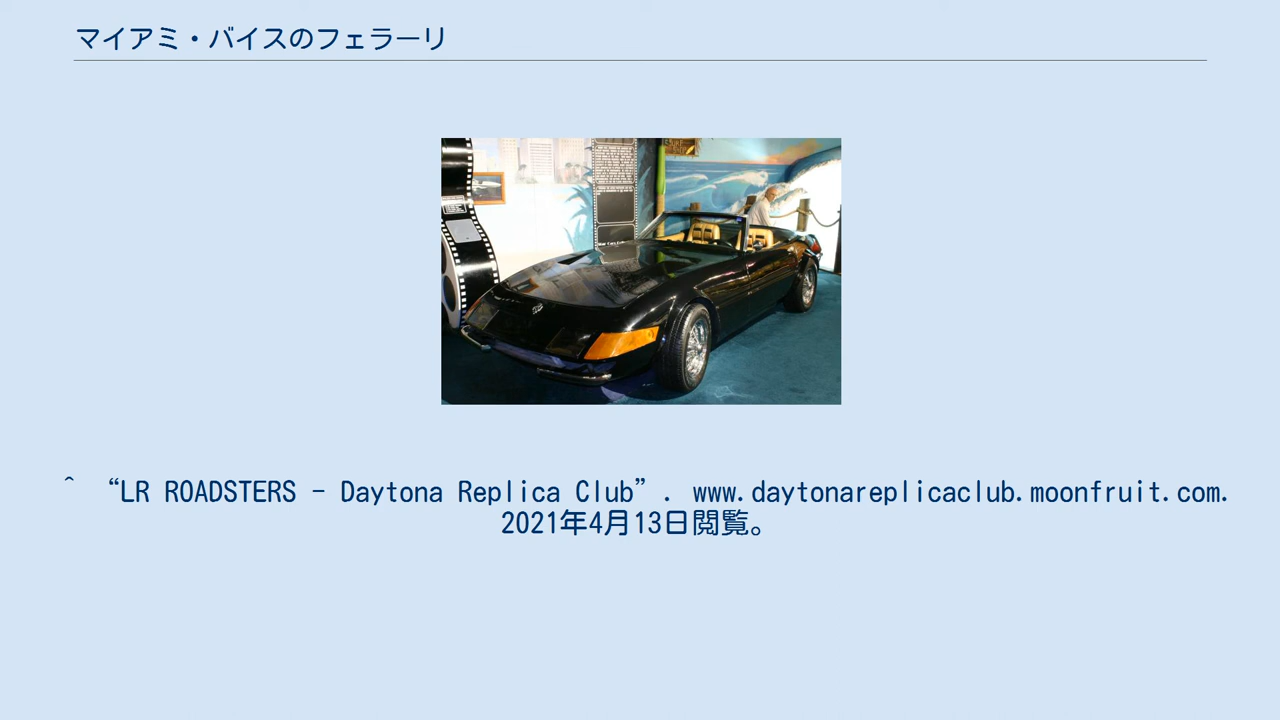 マイアミ・バイスのフェラーリ
^ “LR ROADSTERS - Daytona Replica Club”. www.daytonareplicaclub.moonfruit.com.
2021年4月13日閲覧。